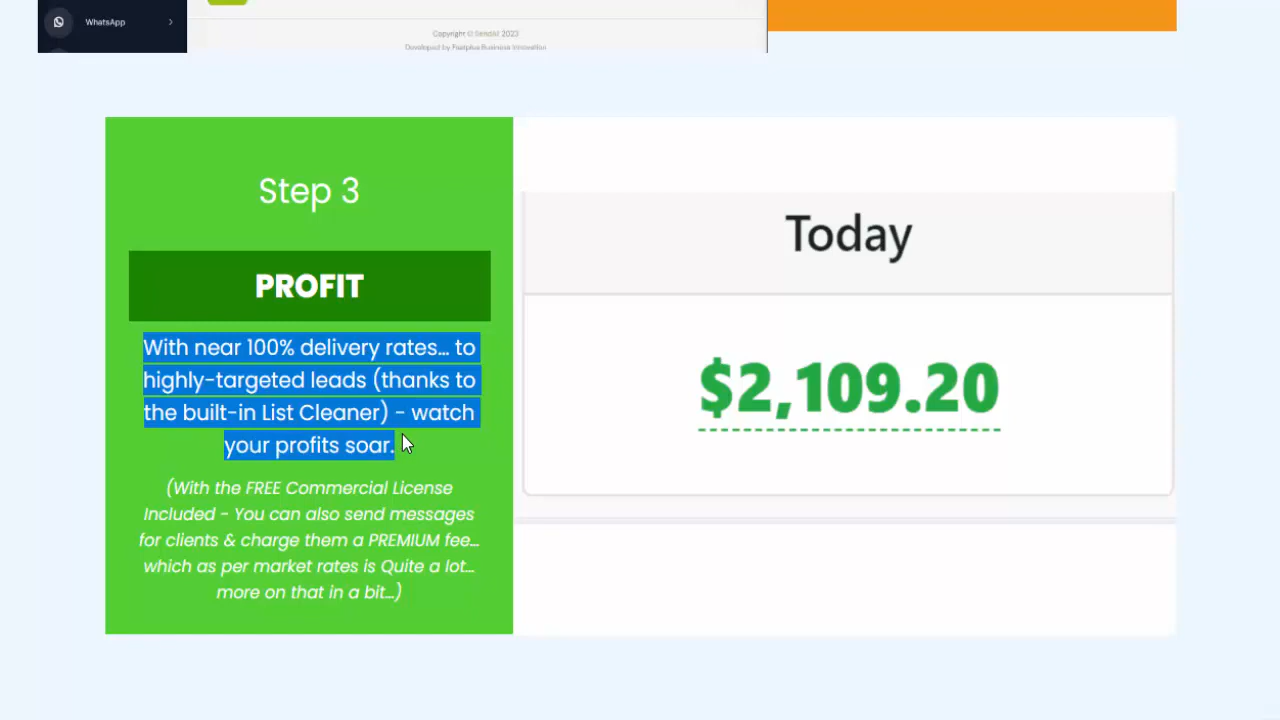 WhatsApp
Copyright © SendAI 2023
Developed by Fastplus Business Innovation
Step 3
PROFIT
With near 100% delivery rates... to
highly-targeted leads (thanks to
the built-in List Cleaner) - watch
your profits soar.
(With the FREE Commercial License
Included - You can also send messages
for clients & charge them a PREMIUM fee...
which as per market rates is Quite a lot...
more on that in a bit...)
Today
$2,109.20